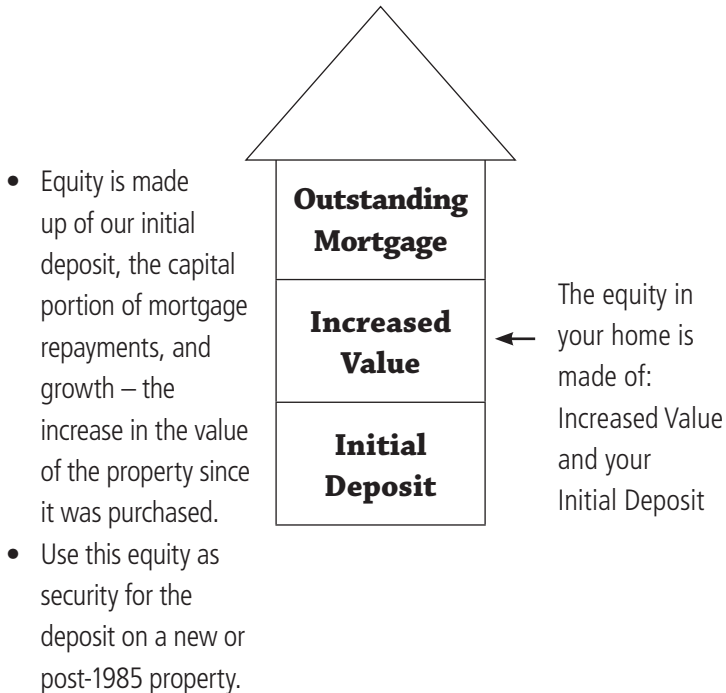 • Equity is made
up of our initial
deposit, the capital
portion of mortgage
repayments, and
growth – the
increase in the value
of the property since
it was purchased.
• Use this equity as
security for the
deposit on a new or
post-1985 property.
Outstanding
Mortgage
Increased
Value
Initial
Deposit
The equity in
your home is
made of:
Increased Value
and your
Initial Deposit